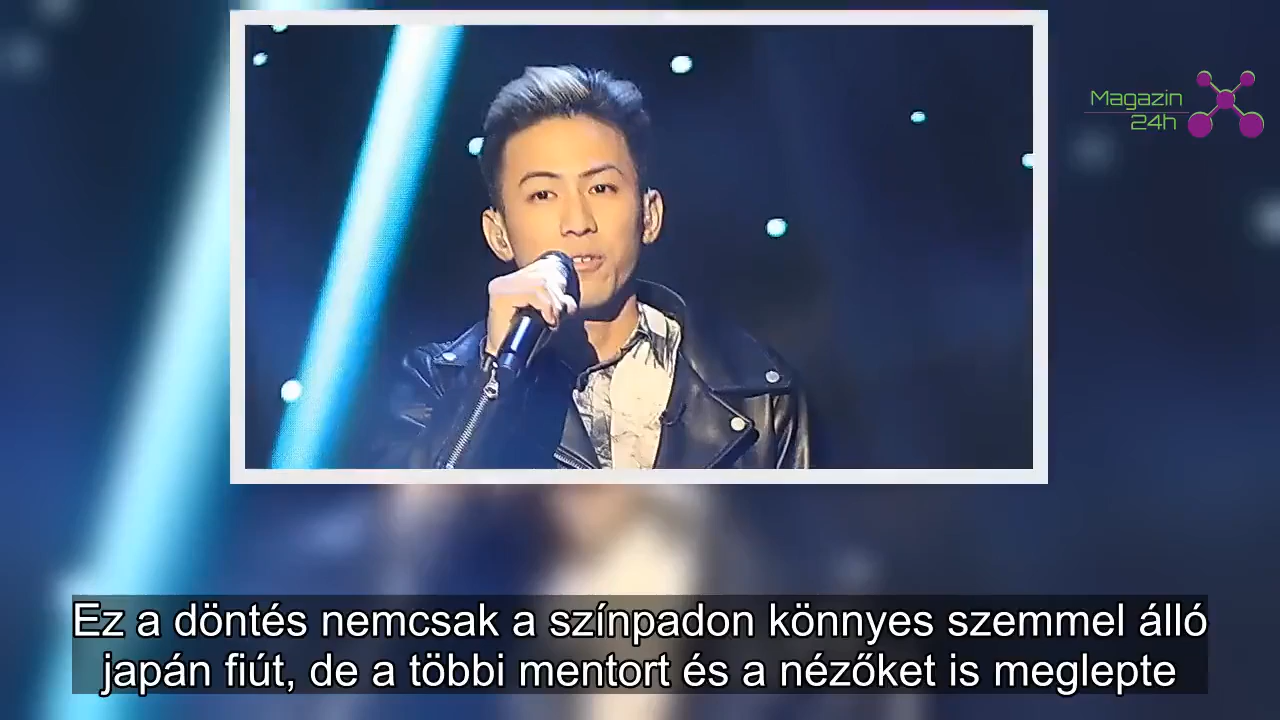 Magazin
24h
Ez a döntés nemcsak a színpadon könnyes szemmel álló
japán fiút, de a többi mentort és a nézőket is meglepte